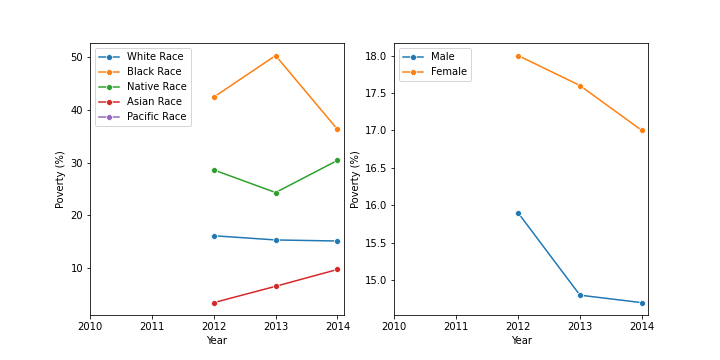 White Race
Black Race
Native Race
Asian Race
Pacific Race
Poverty (%)
50
40
30
20
10
2010 2011 2012 2013 2014
Year
Male
Female
Poverty (%)
18.0
17.5
17.0
16.5
16.0
15.5
15.0
2010 2011 2012 2013 2014
Year